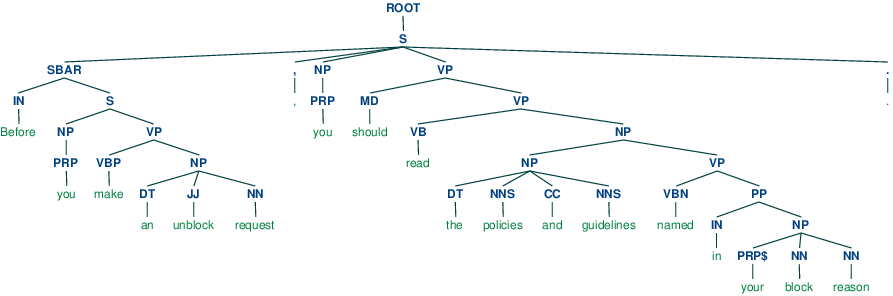 ROOT
S
SBAR , NP VP .
IN S PRP MD VP
Before NP VP , you should VB NP .
PRP VBP NP read NP VP
you make DT JJ NN DT NNS CC NNS VBN PP
an unblock request the policies and guidelines named IN NP
in PRP$ NN NN
your block reason